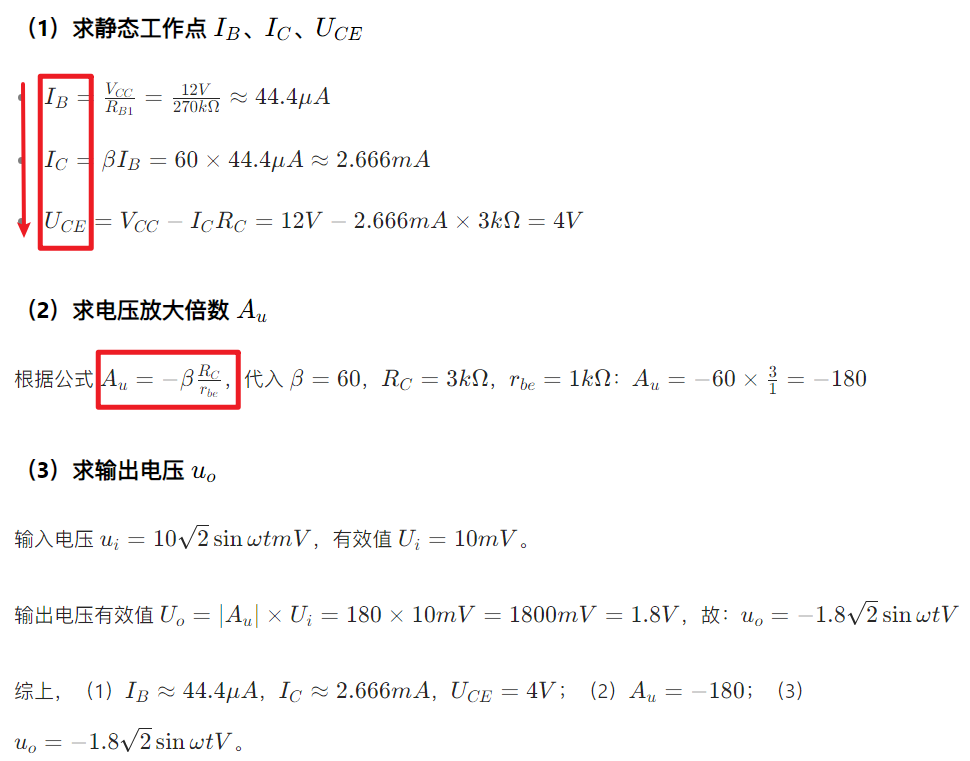 （1）求静态工作点 I_B、I_C、U_CE
I_B = V_CC/R_B1 = 12V/270kΩ ≈ 44.4μA
I_C = βI_B = 60 × 44.4μA ≈ 2.666mA
U_CE = V_CC − I_C R_C = 12V − 2.666mA × 3kΩ = 4V
（2）求电压放大倍数 A_u
根据公式 A_u = −β R_C/r_be，代入 β = 60，R_C = 3kΩ，r_be = 1kΩ：A_u = −60 × 3/1 = −180
（3）求输出电压 u_o
输入电压 u_i = 10√2 sin ωtmV，有效值 U_i = 10mV。
输出电压有效值 U_o = |A_u| × U_i = 180 × 10mV = 1800mV = 1.8V，故：u_o = −1.8√2 sin ωtV
综上，（1）I_B ≈ 44.4μA，I_C ≈ 2.666mA，U_CE = 4V；（2）A_u = −180；（3）
u_o = −1.8√2 sin ωtV。